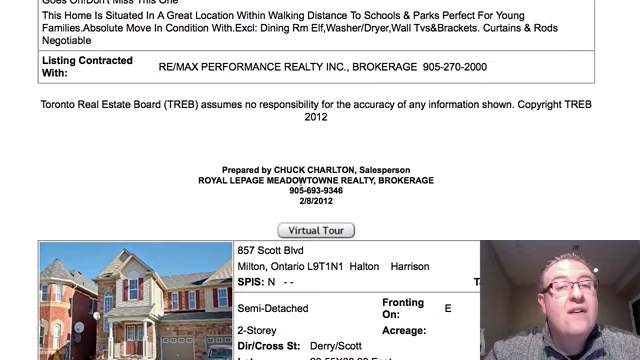 Goes On!Don't Miss This One
This Home Is Situated In A Great Location Within Walking Distance To Schools & Parks Perfect For Young
Families.Absolute Move In Condition With.Excl: Dining Rm Elf,Washer/Dryer,Wall Tvs&Brackets. Curtains & Rods
Negotiable
Listing Contracted With: RE/MAX PERFORMANCE REALTY INC., BROKERAGE 905-270-2000
Toronto Real Estate Board (TREB) assumes no responsibility for the accuracy of any information shown. Copyright TREB
2012
Prepared by CHUCK CHARLTON, Salesperson
ROYAL LEPAGE MEADOWTOWNE REALTY, BROKERAGE
905-693-9346
2/8/2012
Virtual Tour
857 Scott Blvd
Milton, Ontario L9T1N1 Halton Harrison
SPIS: N - -
Semi-Detached Fronting On: E
2-Storey Acreage:
Dir/Cross St: Derry/Scott